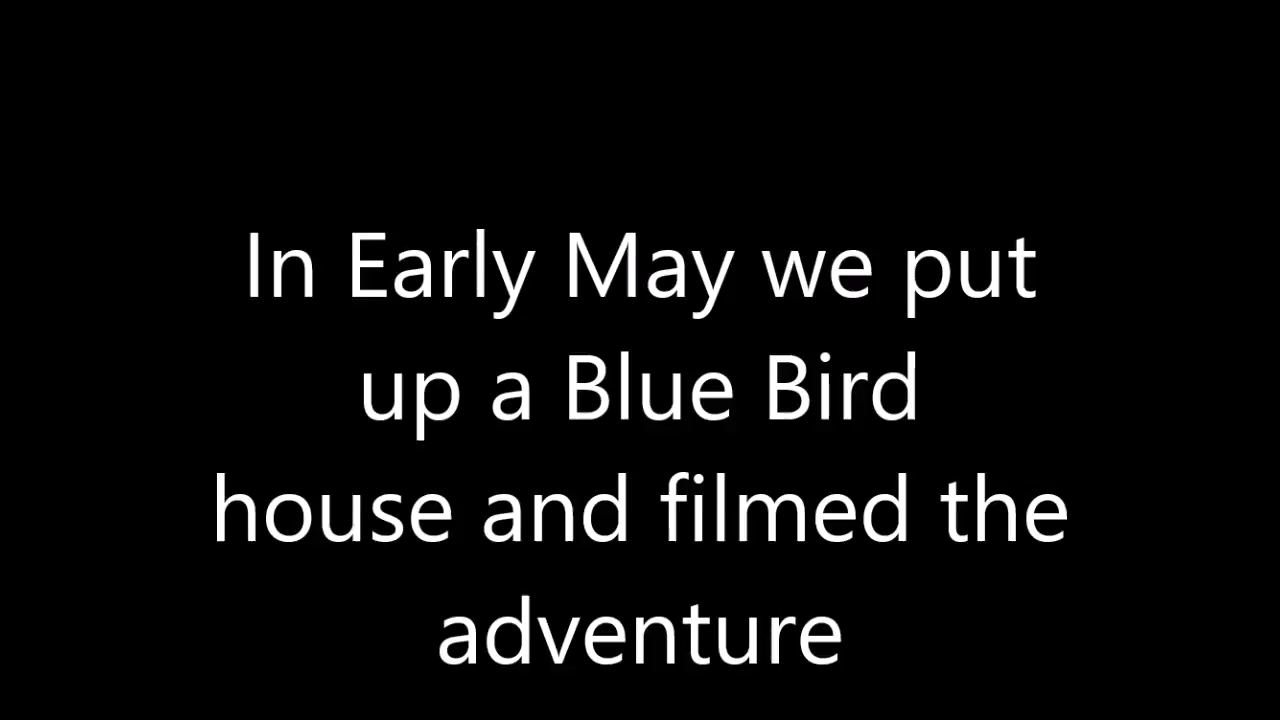 In Early May we put
up a Blue Bird
house and filmed the
adventure